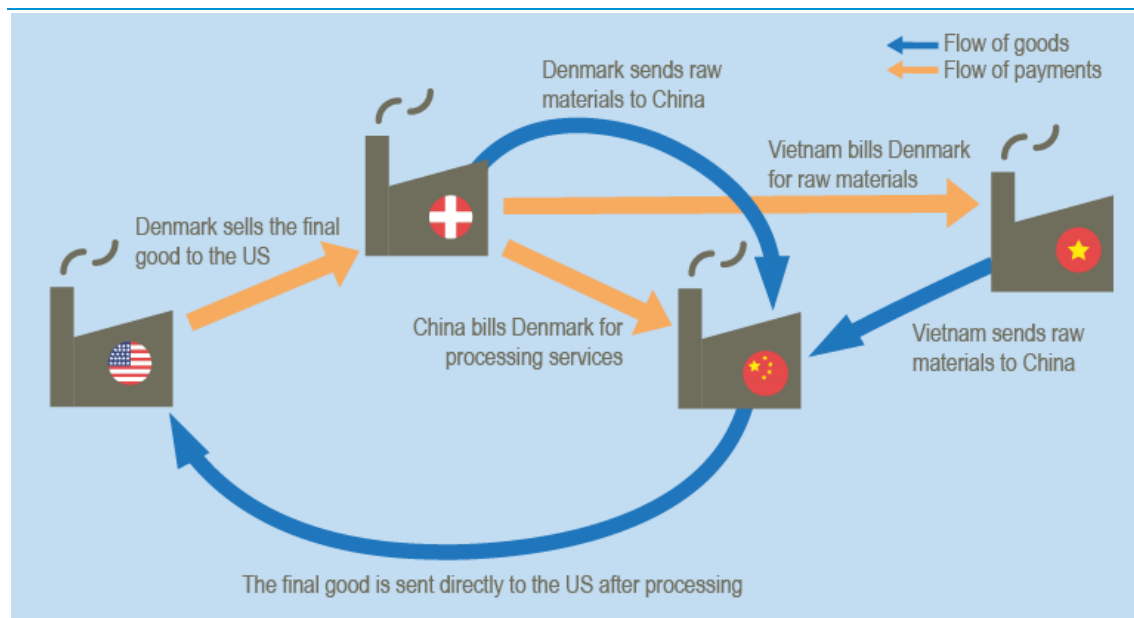 Flow of goods
Flow of payments
Denmark sends raw
materials to China
Vietnam bills Denmark
for raw materials
Denmark sells the final
good to the US
China bills Denmark for
processing services
Vietnam sends raw
materials to China
The final good is sent directly to the US after processing